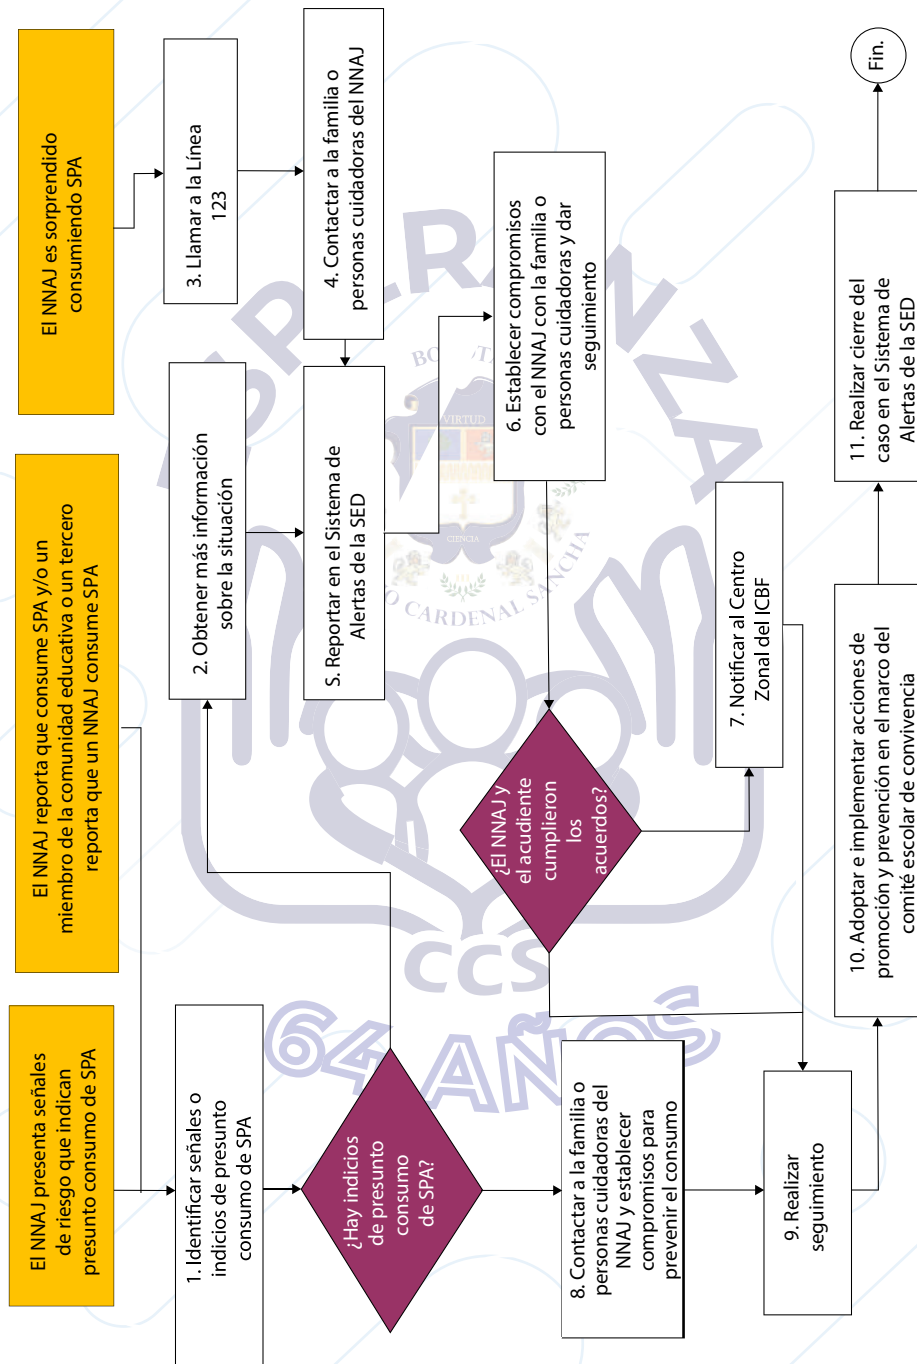 El NNAJ presenta señales
de riesgo que indican
presunto consumo de SPA
El NNAJ reporta que consume SPA y/o un
miembro de la comunidad educativa o un tercero
reporta que un NNAJ consume SPA
El NNAJ es sorprendido
consumiendo SPA
1. Identificar señales o
indicios de presunto
consumo de SPA
2. Obtener más información
sobre la situación
3. Llamar a la Línea
123
4. Contactar a la familia o
personas cuidadoras del NNAJ
¿Hay indicios
de presunto
consumo
de SPA?
5. Reportar en el Sistema de
Alertas de la SED
6. Establecer compromisos
con el NNAJ con la familia o
personas cuidadoras y dar
seguimiento
¿El NNAJ y
el acudiente
cumplieron
los
acuerdos?
7. Notificar al Centro
Zonal del ICBF
8. Contactar a la familia o
personas cuidadoras del
NNAJ y establecer
compromisos para
prevenir el consumo
9. Realizar
seguimiento
10. Adoptar e implementar acciones de
promoción y prevención en el marco del
comité escolar de convivencia
11. Realizar cierre del
caso en el Sistema de
Alertas de la SED
Fin.
VIRTUD
CIENCIA
CARDENAL SANCHA
CCS
64 AÑOS